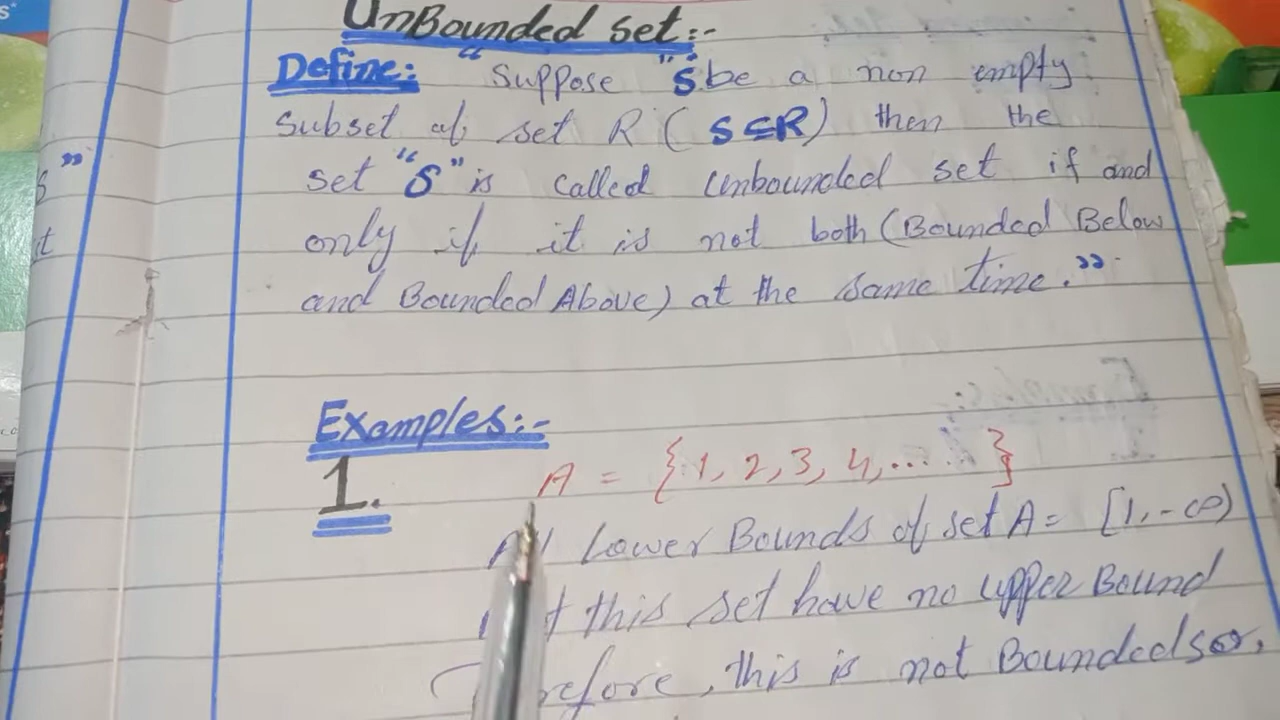 UnBounded set:-
Define: "Suppose "S" be a non empty
subset of set R (S⊆R) then the
set "S" is called unbounded set if and
only if it is not both (Bounded Below
and Bounded Above) at the same time."
Examples:-
1. A = {1, 2, 3, 4, .... }
Lower Bounds of set A = [1, -∞)
this set have no upper Bound
, this is not Bounded